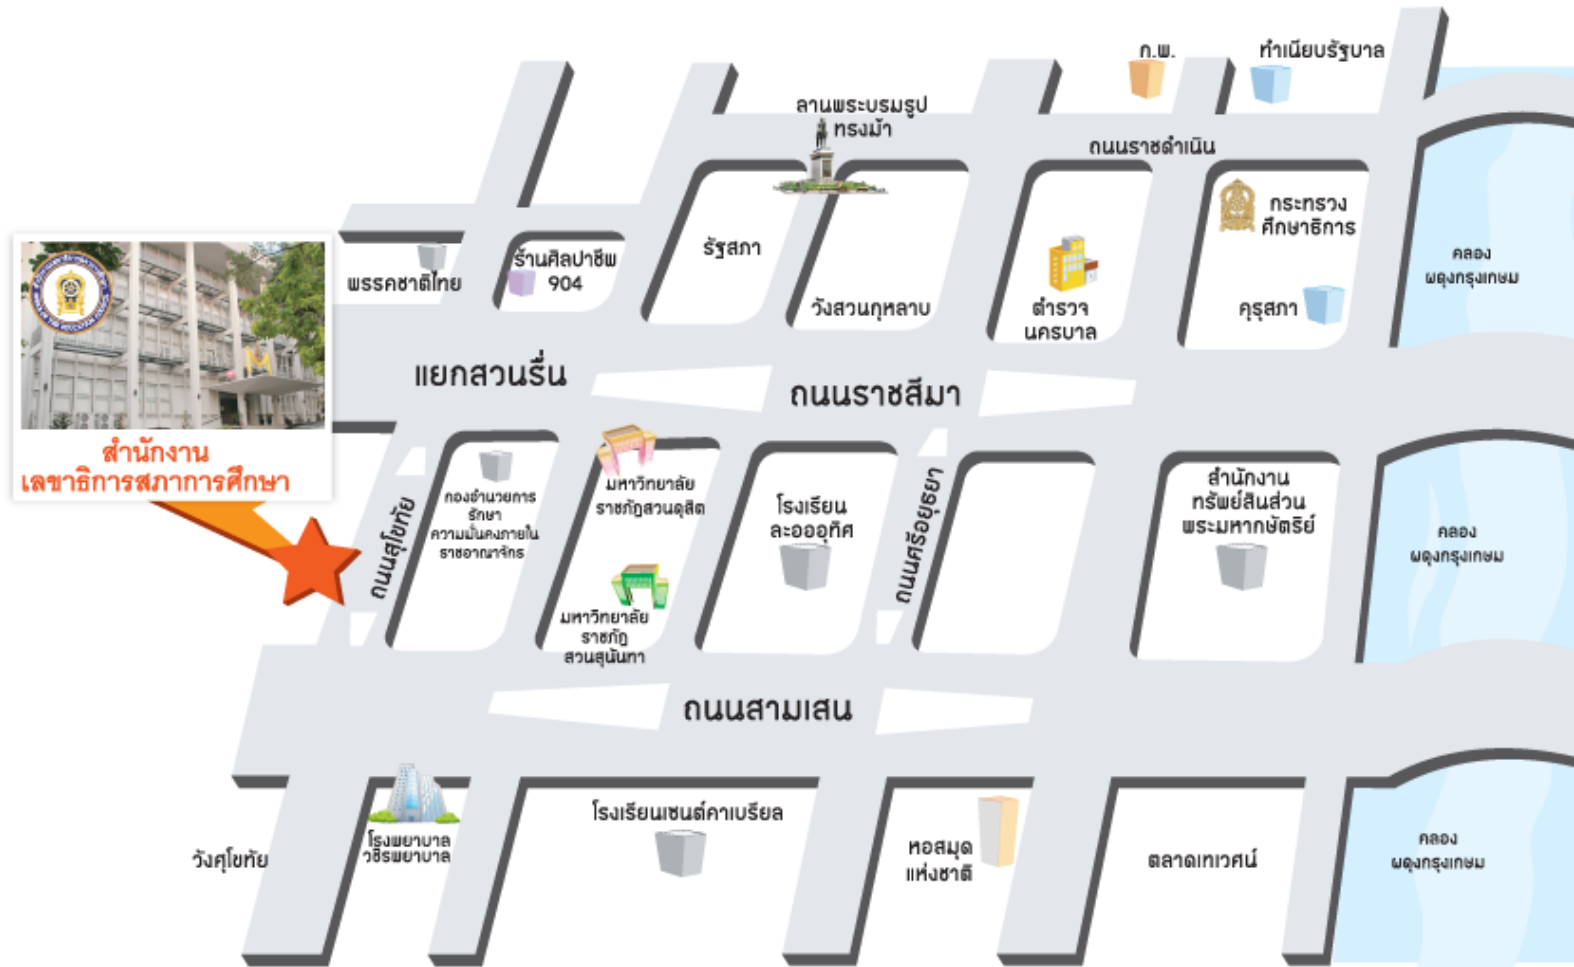 ก.พ.
ทำเนียบรัฐบาล
ลานพระบรมรูป
ทรงม้า
ถนนราชดำเนิน
กระทรวง
ศึกษาธิการ
รัฐสภา
พรรคชาติไทย
ร้านศิลปาชีพ
904
วังสวนกุหลาบ
ตำรวจ
นครบาล
คุรุสภา
คลอง
ผดุงกรุงเกษม
แยกสวนรื่น
ถนนราชสีมา
สำนักงาน
เลขาธิการสภาการศึกษา
ถนนสุโขทัย
กองอำนวยการ
รักษา
ความมั่นคงภายใน
ราชอาณาจักร
มหาวิทยาลัย
ราชภัฏสวนดุสิต
มหาวิทยาลัย
ราชภัฏ
สวนสุนันทา
โรงเรียน
ละอออุทิศ
ถนนศรีอยุธยา
สำนักงาน
ทรัพย์สินส่วน
พระมหากษัตริย์
คลอง
ผดุงกรุงเกษม
ถนนสามเสน
วังศุโขทัย
โรงพยาบาล
วชิรพยาบาล
โรงเรียนเซนต์คาเบรียล
หอสมุด
แห่งชาติ
ตลาดเทเวศน์
คลอง
ผดุงกรุงเกษม